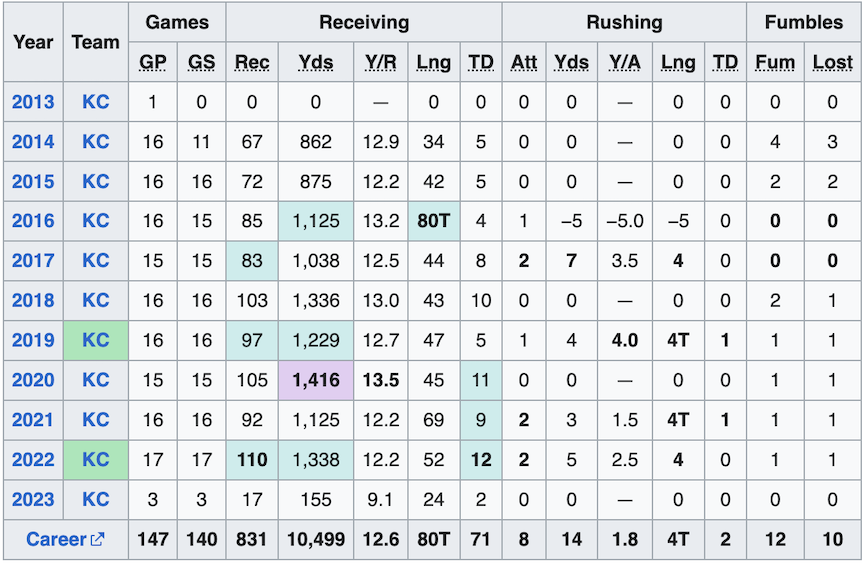 Year Team Games Receiving Rushing Fumbles
GP GS Rec Yds Y/R Lng TD Att Yds Y/A Lng TD Fum Lost
2013 KC 1 0 0 0 — 0 0 0 0 — 0 0 0 0
2014 KC 16 11 67 862 12.9 34 5 0 0 — 0 0 4 3
2015 KC 16 16 72 875 12.2 42 5 0 0 — 0 0 2 2
2016 KC 16 15 85 1,125 13.2 80T 4 1 −5 −5.0 −5 0 0 0
2017 KC 15 15 83 1,038 12.5 44 8 2 7 3.5 4 0 0 0
2018 KC 16 16 103 1,336 13.0 43 10 0 0 — 0 0 2 1
2019 KC 16 16 97 1,229 12.7 47 5 1 4 4.0 4T 1 1 1
2020 KC 15 15 105 1,416 13.5 45 11 0 0 — 0 0 1 1
2021 KC 16 16 92 1,125 12.2 69 9 2 3 1.5 4T 1 1 1
2022 KC 17 17 110 1,338 12.2 52 12 2 5 2.5 4 0 1 1
2023 KC 3 3 17 155 9.1 24 2 0 0 — 0 0 0 0
Career 147 140 831 10,499 12.6 80T 71 8 14 1.8 4T 2 12 10